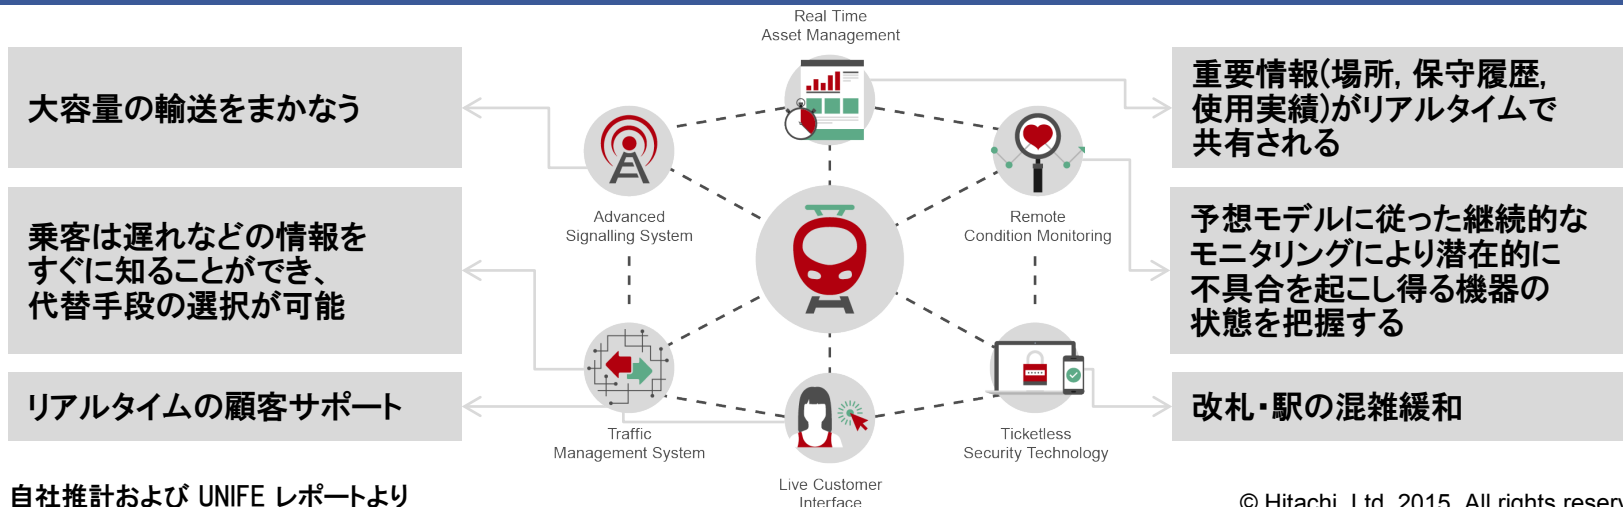 Real Time
Asset Management
大容量の輸送をまかなう
重要情報(場所, 保守履歴,
使用実績)がリアルタイムで
共有される
Advanced
Signalling System
Remote
Condition Monitoring
乗客は遅れなどの情報を
すぐに知ることができ、
代替手段の選択が可能
予想モデルに従った継続的な
モニタリングにより潜在的に
不具合を起こし得る機器の
状態を把握する
リアルタイムの顧客サポート
改札・駅の混雑緩和
Traffic
Management System
Ticketless
Security Technology
Live Customer
Interface
自社推計および UNIFE レポートより
© Hitachi, Ltd. 2015. All rights reserv